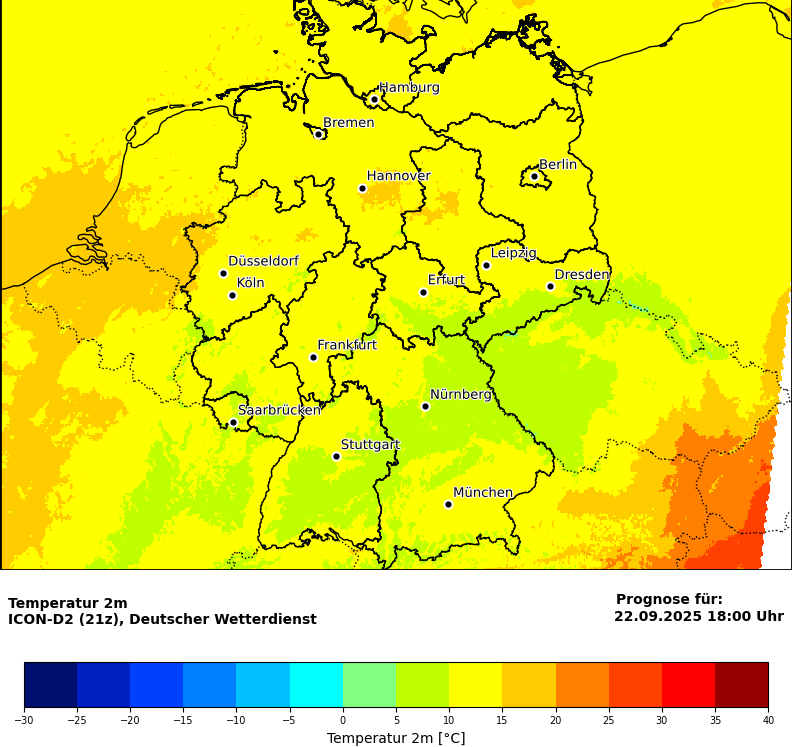 Hamburg
Bremen
Berlin
Hannover
Leipzig
Düsseldorf
Dresden
Köln
Erfurt
Frankfurt
Nürnberg
Saarbrücken
Stuttgart
München
Temperatur 2m
ICON-D2 (21z), Deutscher Wetterdienst
Prognose für:
22.09.2025 18:00 Uhr
−30 −25 −20 −15 −10 −5 0 5 10 15 20 25 30 35 40
Temperatur 2m [°C]